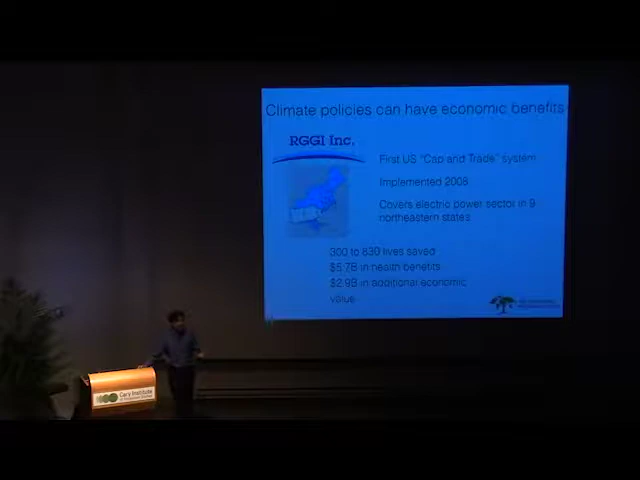 Climate policies can have economic benefits
RGGI Inc.
First US "Cap and Trade" system
Implemented 2008
Covers electric power sector in 9
northeastern states
300 to 830 lives saved
$5.7B in health benefits
$2.9B in additional economic
value
Cary Institute